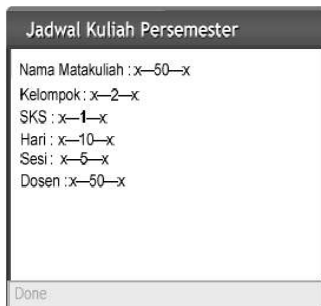 Jadwal Kuliah Persemester
Nama Matakuliah : x—50—x
Kelompok : x—2—x
SKS : x—1—x
Hari : x—10—x
Sesi : x—5—x
Dosen :x—50—x
Done